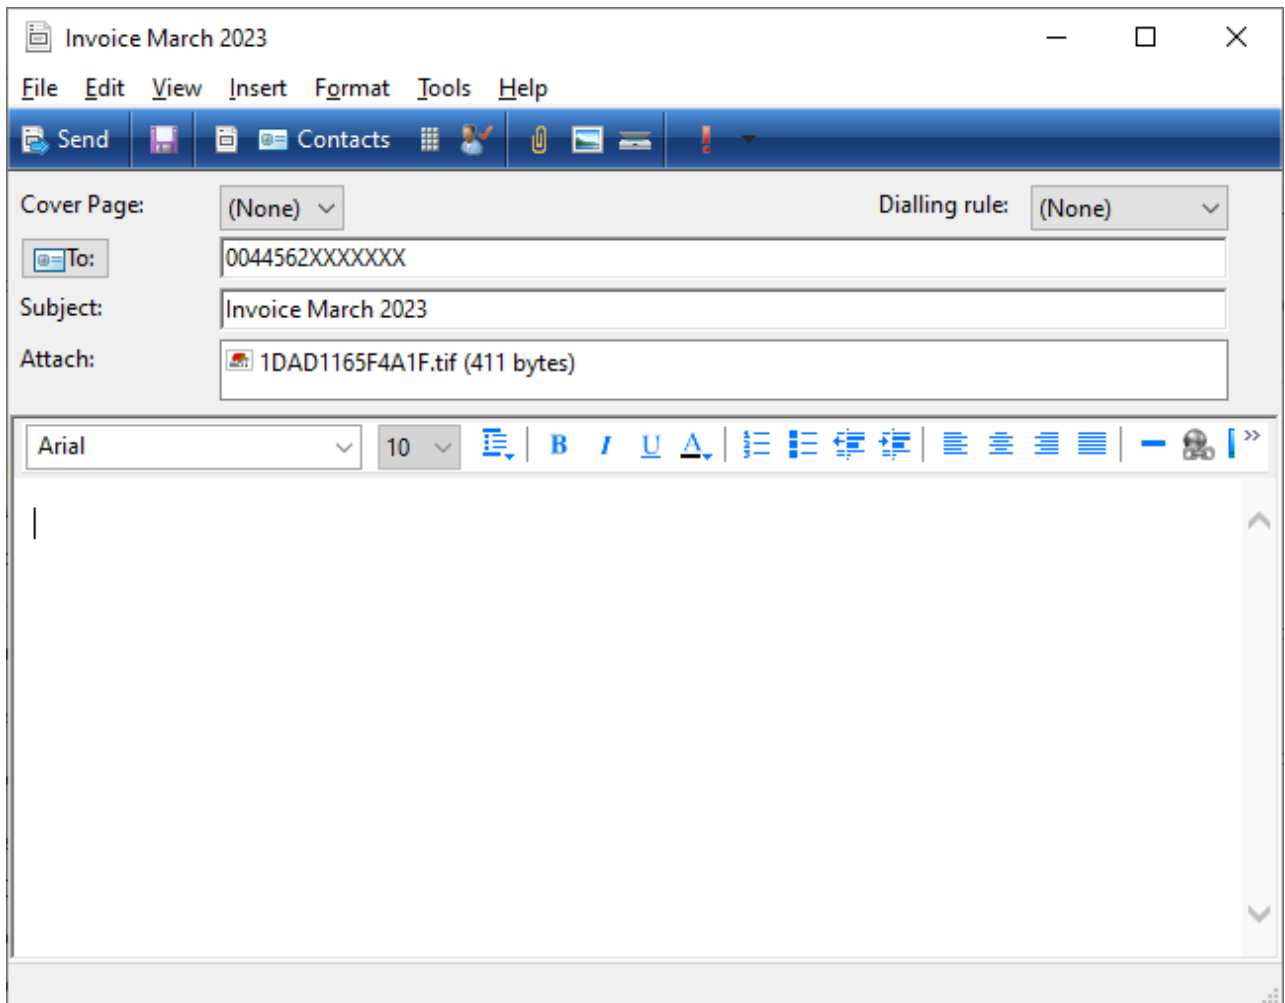 Invoice March 2023
File Edit View Insert Format Tools Help
Send Contacts
Cover Page: (None) Dialling rule: (None)
To: 0044562XXXXXXX
Subject: Invoice March 2023
Attach: 1DAD1165F4A1F.tif (411 bytes)
Arial 10 B I U A